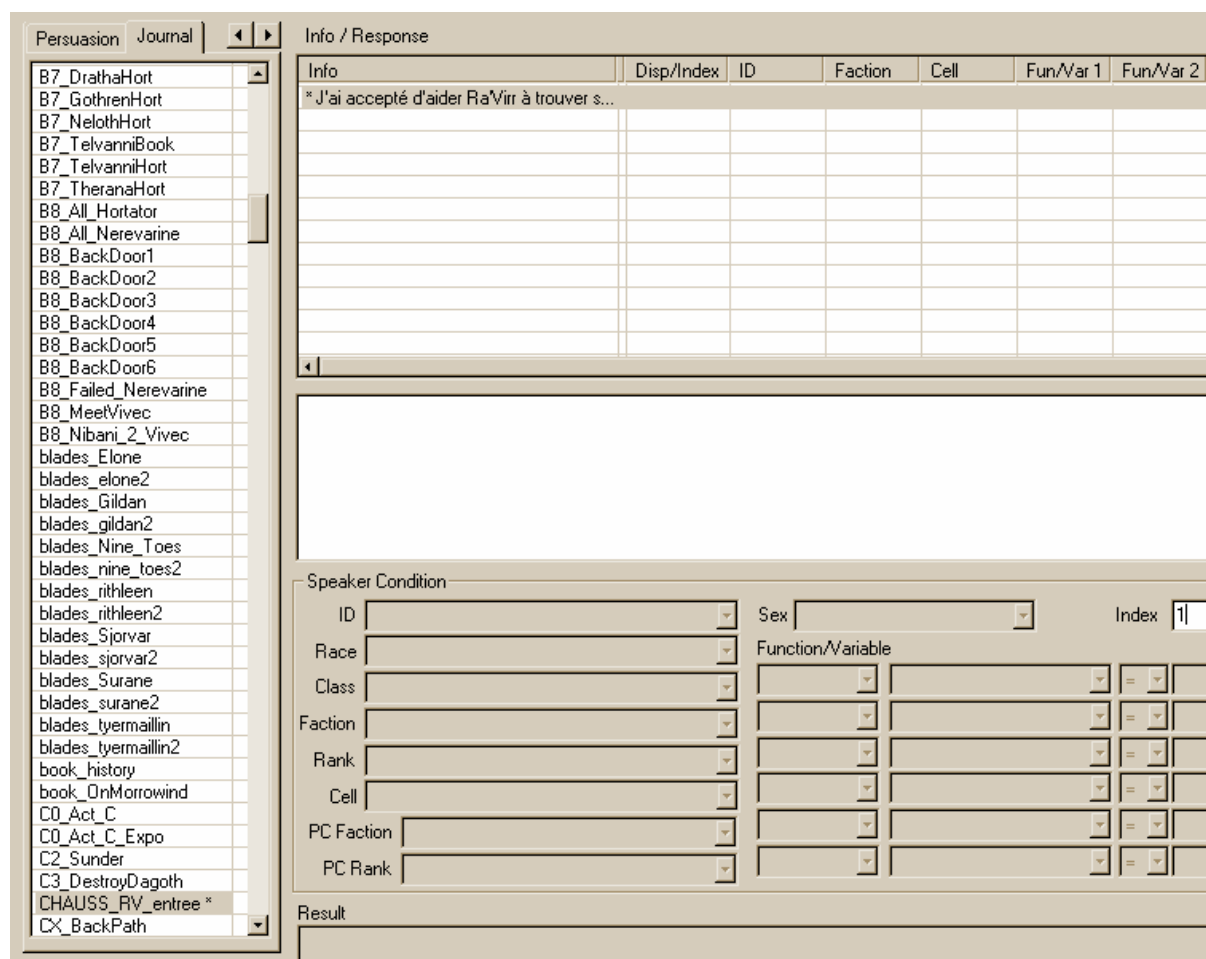 Persuasion Journal
B7_DrathaHort
B7_GothrenHort
B7_NelothHort
B7_TelvanniBook
B7_TelvanniHort
B7_TheranaHort
B8_All_Hortator
B8_All_Nerevarine
B8_BackDoor1
B8_BackDoor2
B8_BackDoor3
B8_BackDoor4
B8_BackDoor5
B8_BackDoor6
B8_Failed_Nerevarine
B8_MeetVivec
B8_Nibani_2_Vivec
blades_Elone
blades_elone2
blades_Gildan
blades_gildan2
blades_Nine_Toes
blades_nine_toes2
blades_rithleen
blades_rithleen2
blades_Sjorvar
blades_sjorvar2
blades_Surane
blades_surane2
blades_tyermaillin
blades_tyermaillin2
book_history
book_OnMorrowind
C0_Act_C
C0_Act_C_Expo
C2_Sunder
C3_DestroyDagoth
CHAUSS_RV_entree *
CX_BackPath
Info / Response
Info Disp/Index ID Faction Cell Fun/Var 1 Fun/Var 2
* J'ai accepté d'aider Ra'Virr à trouver s...
Speaker Condition
ID Sex Index 1
Race Function/Variable
Class =
Faction =
Rank =
Cell =
PC Faction =
PC Rank =
Result